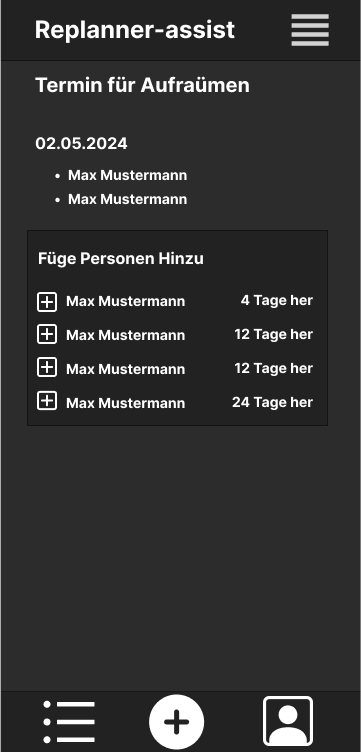 Replanner-assist
Termin für Aufraümen
02.05.2024
• Max Mustermann
• Max Mustermann
Füge Personen Hinzu
Max Mustermann 4 Tage her
Max Mustermann 12 Tage her
Max Mustermann 12 Tage her
Max Mustermann 24 Tage her